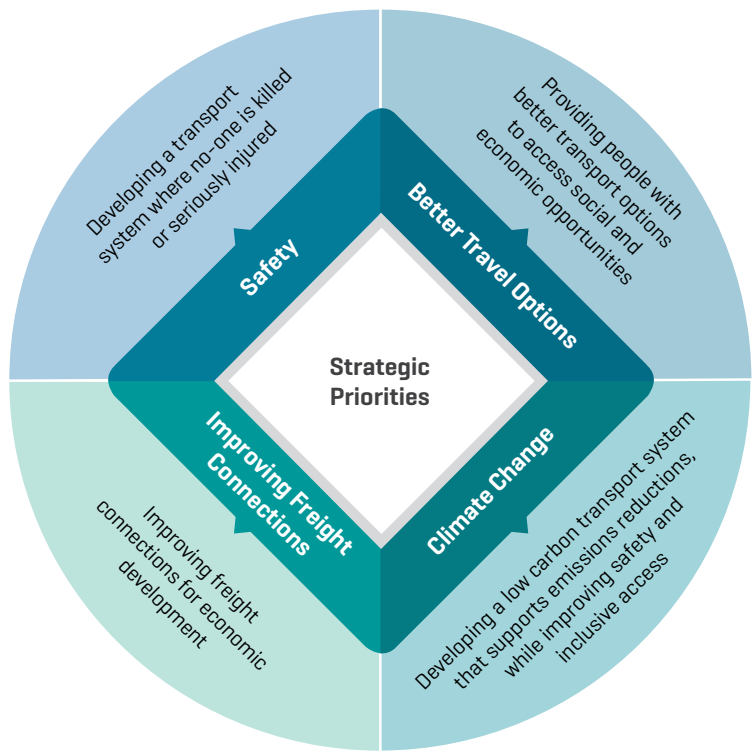 Strategic
Priorities
Safety
Developing a transport
system where no-one is killed
or seriously injured
Better Travel Options
Providing people with
better transport options
to access social and
economic opportunities
Climate Change
Developing a low carbon transport system
that supports emissions reductions,
while improving safety and
inclusive access
Improving Freight
Connections
Improving freight
connections for economic
development